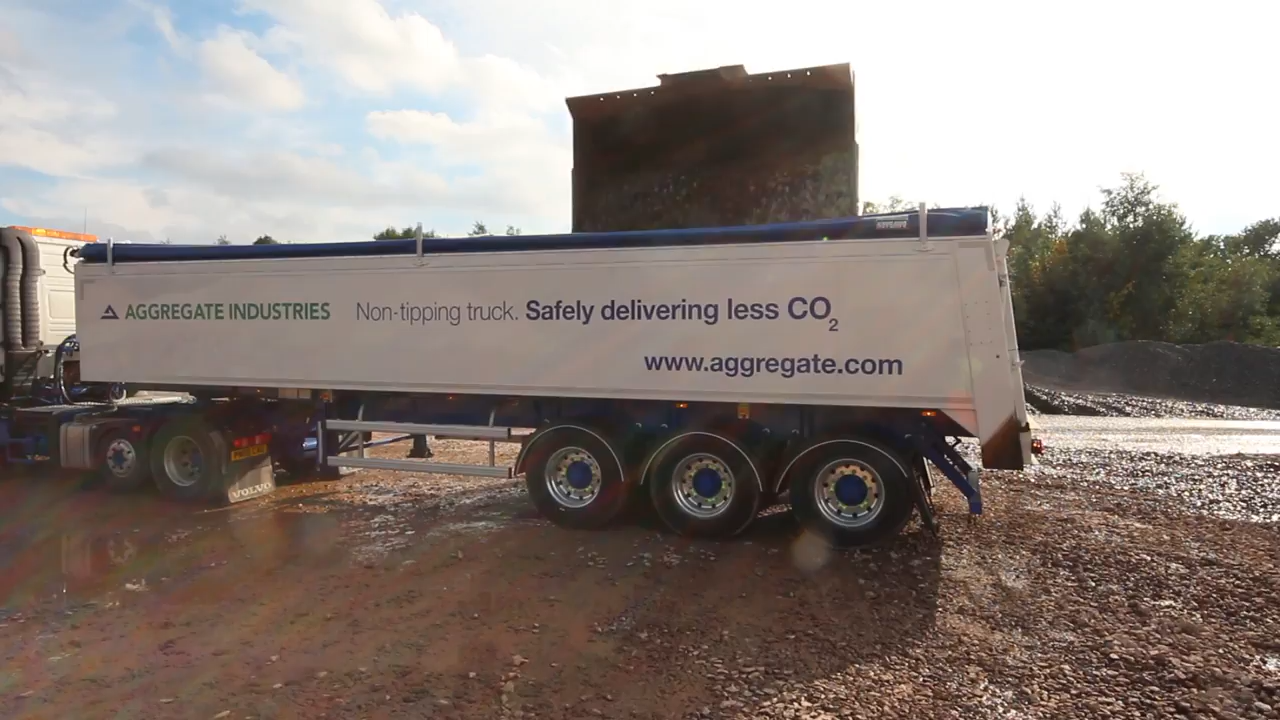 AGGREGATE INDUSTRIES Non-tipping truck. Safely delivering less CO₂
www.aggregate.com
VOLVO